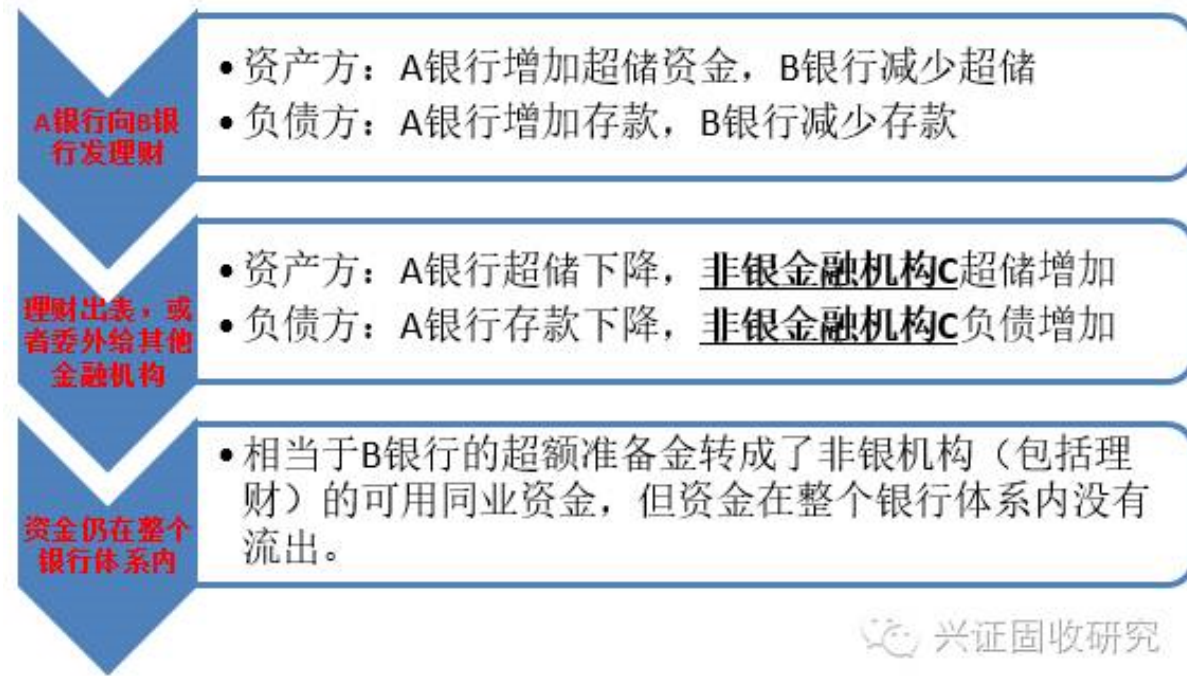 A银行向B银
行发理财
• 资产方：A银行增加超储资金，B银行减少超储
• 负债方：A银行增加存款，B银行减少存款
理财出表，或
者委外给其他
金融机构
• 资产方：A银行超储下降，非银金融机构C超储增加
• 负债方：A银行存款下降，非银金融机构C负债增加
资金仍在整个
银行体系内
• 相当于B银行的超额准备金转成了非银机构（包括理
财）的可用同业资金，但资金在整个银行体系内没有
流出。
兴证固收研究